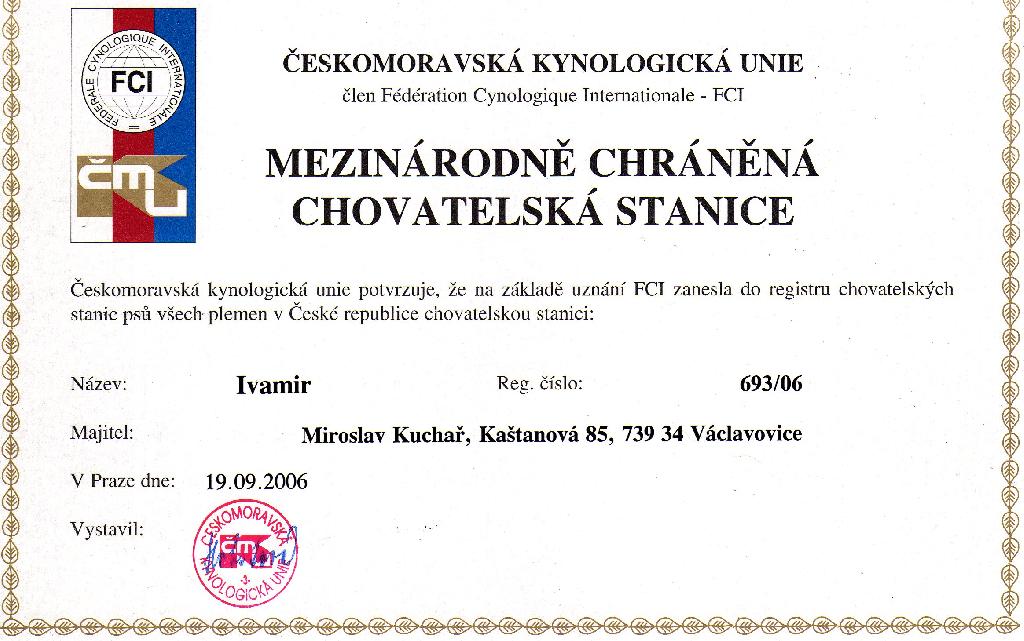 FÉDÉRALE CYNOLOGIQUE INTERNATIONALE
FCI
čmku
ČESKOMORAVSKÁ KYNOLOGICKÁ UNIE
člen Fédération Cynologique Internationale - FCI
MEZINÁRODNĚ CHRÁNĚNÁ
CHOVATELSKÁ STANICE
Českomoravská kynologická unie potvrzuje, že na základě uznání FCI zanesla do registru chovatelských
stanic psů všech plemen v České republice chovatelskou stanici:
Název: Ivamir Reg. číslo: 693/06
Majitel: Miroslav Kuchař, Kaštanová 85, 739 34 Václavovice
V Praze dne: 19.09.2006
Vystavil:
ČESKOMORAVSKÁ
čmku
3.
KYNOLOGICKÁ UNIE